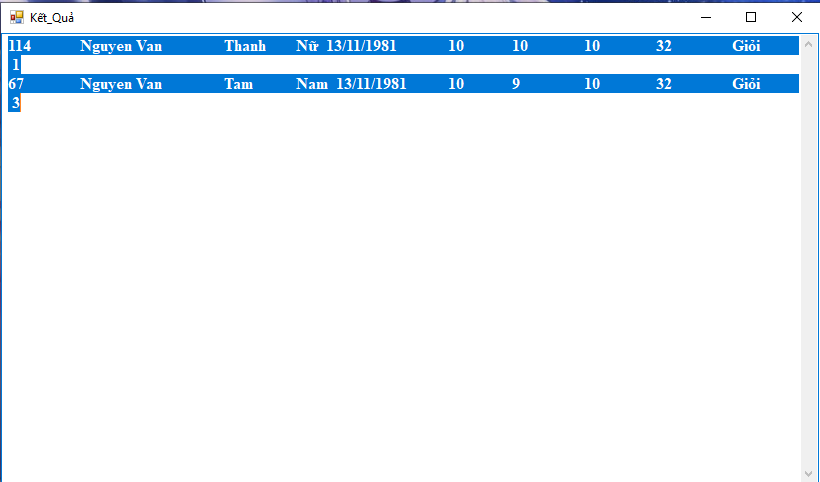 Kết_Quả
114 Nguyen Van Thanh Nữ 13/11/1981 10 10 10 32 Giỏi
1
67 Nguyen Van Tam Nam 13/11/1981 10 9 10 32 Giỏi
3